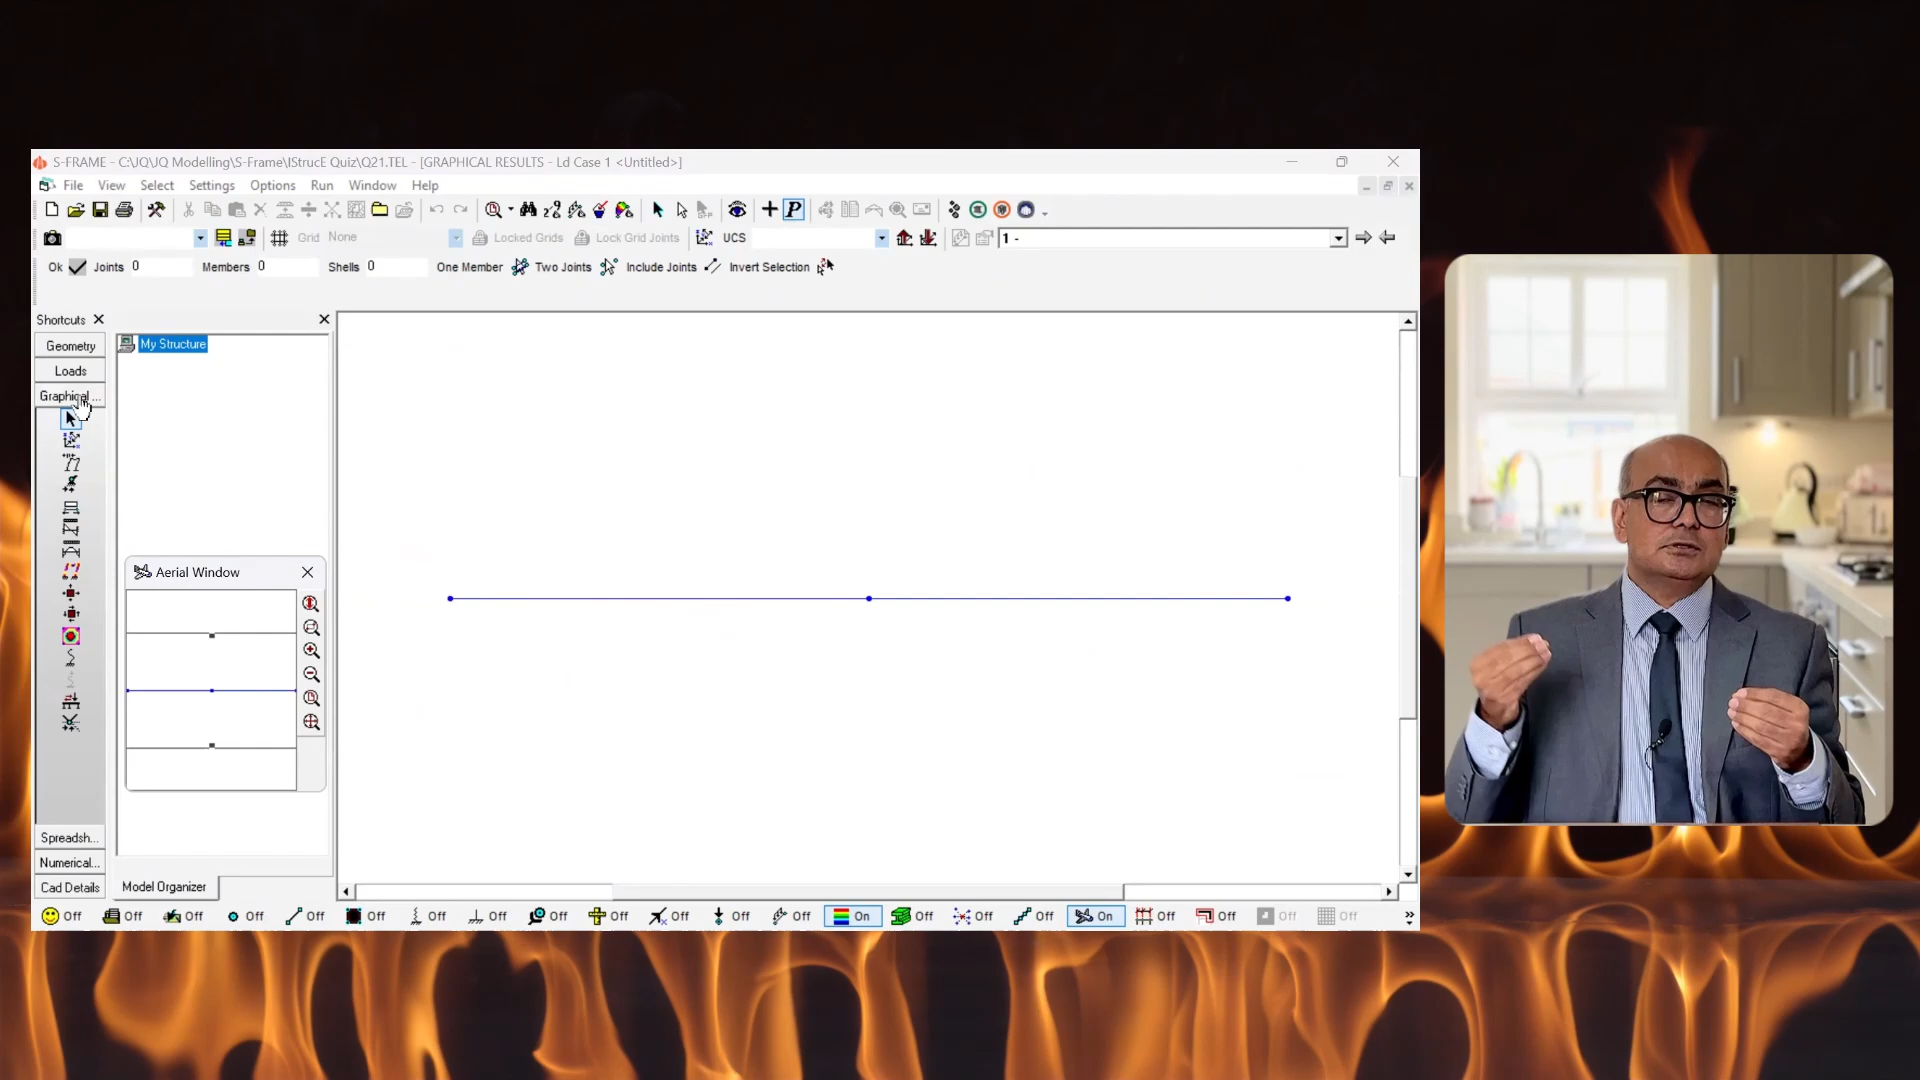 S-FRAME - C:\JQ\JQ Modelling\S-Frame\IStrucE Quiz\Q21.TEL - [GRAPHICAL RESULTS - Ld Case 1 <Untitled>]
File View Select Settings Options Run Window Help
P
Grid None Locked Grids Lock Grid Joints UCS 1 -
Ok Joints 0 Members 0 Shells 0 One Member Two Joints Include Joints Invert Selection
Shortcuts
Geometry
My Structure
Loads
Graphical ...
Aerial Window
Spreadsh...
Numerical...
Cad Details
Model Organizer
Off Off Off Off Off Off Off Off Off Off Off Off Off On Off Off Off On Off Off Off Off